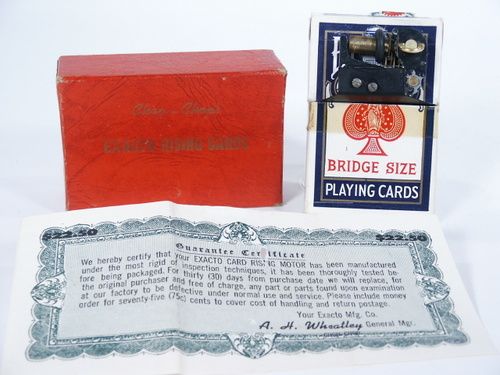 Chop - Chop's
EXACTO RISING CARDS
BRIDGE SIZE
PLAYING CARDS
$22.50 $22.50
Guarantee Certificate
We hereby certify that your EXACTO CARD RISING MOTOR has been manufactured
under the most rigid of inspection techniques, it has been thoroughly tested be-
fore being packaged. For thirty (30) days from purchase date we will replace, for
the original purchaser and free of charge, any part or parts found upon examination
at our factory to be defective under normal use and service. Please include money
order for seventy-five (75c) cents to cover cost of handling and return postage.
Your Exacto Mfg. Co.
A. H. Wheatley General Mgr.